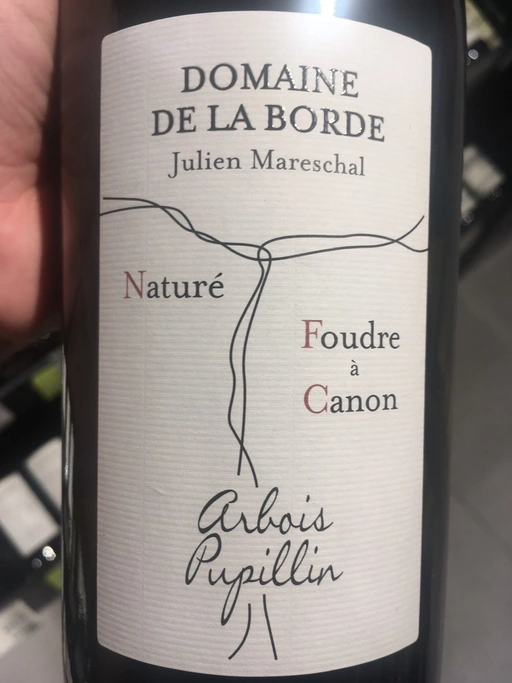 DOMAINE
DE LA BORDE
Julien Mareschal
Naturé
Foudre
à
Canon
Arbois
Pupillin